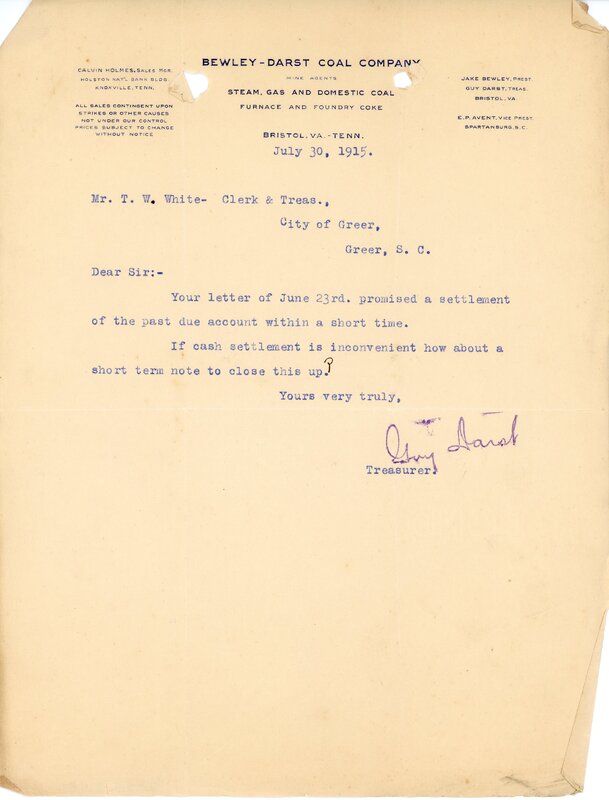 BEWLEY-DARST COAL COMPANY
MINE AGENTS
STEAM, GAS AND DOMESTIC COAL
FURNACE AND FOUNDRY COKE
BRISTOL, VA.-TENN.
CALVIN HOLMES, SALES MGR.
HOLSTON NAT'L BANK BLDG.
KNOXVILLE, TENN.
ALL SALES CONTINGENT UPON
STRIKES OR OTHER CAUSES
NOT UNDER OUR CONTROL
PRICES SUBJECT TO CHANGE
WITHOUT NOTICE
JAKE BEWLEY, PREST.
GUY DARST, TREAS.
BRISTOL, VA
E.P. AVENT, VICE PREST.
SPARTANBURG, S.C.
July 30, 1915.
Mr. T. W. White- Clerk & Treas.,
City of Greer,
Greer, S. C.
Dear Sir:-
Your letter of June 23rd. promised a settlement
of the past due account within a short time.
If cash settlement is inconvenient how about a
short term note to close this up?
Yours very truly,
Guy Darst
Treasurer.